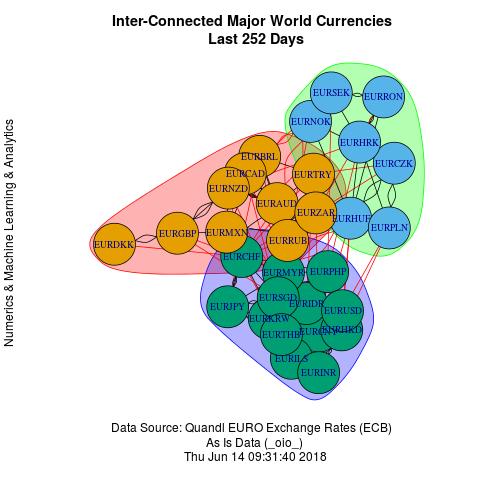 Inter-Connected Major World Currencies
Last 252 Days
Numerics & Machine Learning & Analytics
EURSEK
EURRON
EURNOK
EURHRK
EURCZK
EURBRL
EURCAD
EURTRY
EURNZD
EURAUD
EURZAR
EURHUF
EURPLN
EURGBP
EURMXN
EURDKK
EURRUB
EURCHF
EURMYR
EURPHP
EURJPY
EURSGD
EURIDR
EURUSD
EURKRW
EURTHB
EURCNY
EURHKD
EURILS
EURINR
Data Source: Quandl EURO Exchange Rates (ECB)
As Is Data (_oio_)
Thu Jun 14 09:31:40 2018